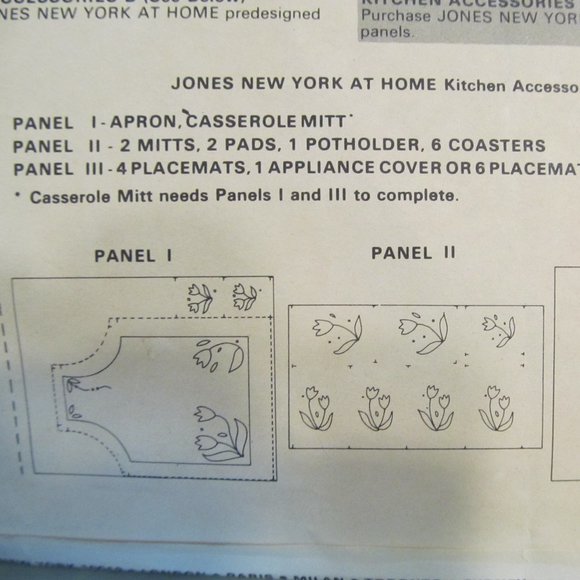 NES NEW YORK AT HOME predesigned
KITCHEN ACCESSORIES
Purchase JONES NEW YOR
panels.
JONES NEW YORK AT HOME Kitchen Accesso
PANEL I - APRON, CASSEROLE MITT*
PANEL II - 2 MITTS, 2 PADS, 1 POTHOLDER, 6 COASTERS
PANEL III - 4 PLACEMATS, 1 APPLIANCE COVER OR 6 PLACEMA
* Casserole Mitt needs Panels I and III to complete.
PANEL I
PANEL II